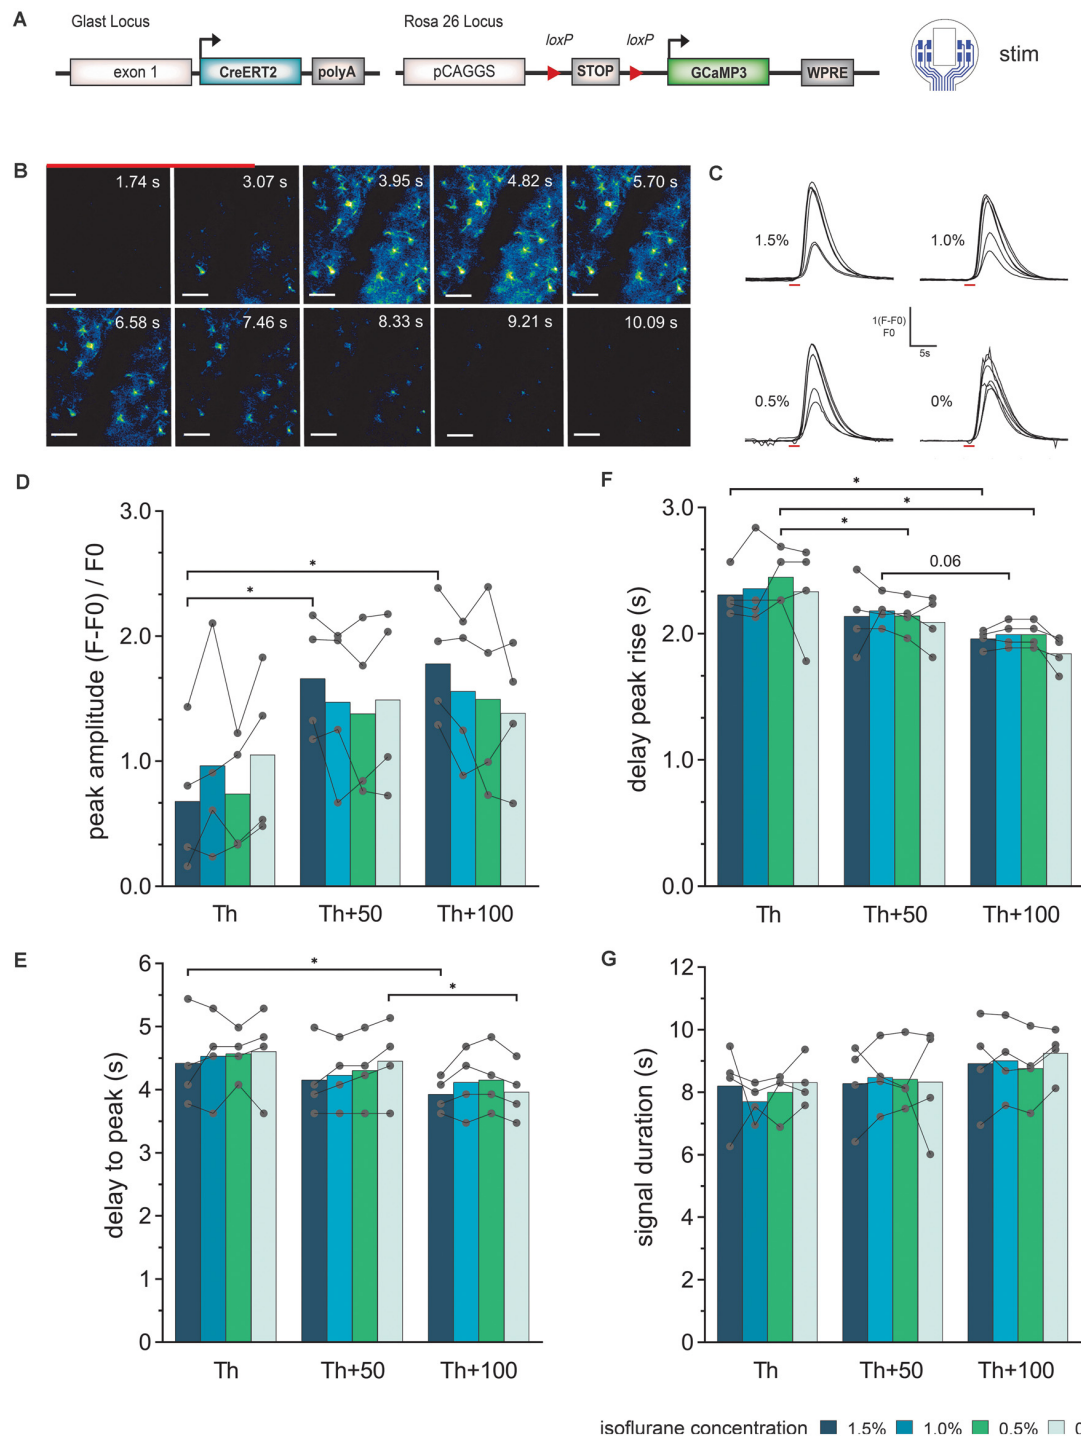 A
Glast Locus
Rosa 26 Locus
loxP
loxP
exon 1
CreERT2
polyA
pCAGGS
STOP
GCaMP3
WPRE
stim
B
1.74 s
3.07 s
3.95 s
4.82 s
5.70 s
6.58 s
7.46 s
8.33 s
9.21 s
10.09 s
C
1.5%
1.0%
1(F-F0)
F0
5s
0.5%
0%
D
peak amplitude (F-F0) / F0
3.0
2.0
1.0
0.0
*
*
Th
Th+50
Th+100
F
delay peak rise (s)
3.0
2.0
1.0
0.0
*
*
*
0.06
Th
Th+50
Th+100
E
delay to peak (s)
6
5
4
3
2
1
0
*
*
Th
Th+50
Th+100
G
signal duration (s)
12
10
8
6
4
2
0
Th
Th+50
Th+100
isoflurane concentration 1.5% 1.0% 0.5% 0